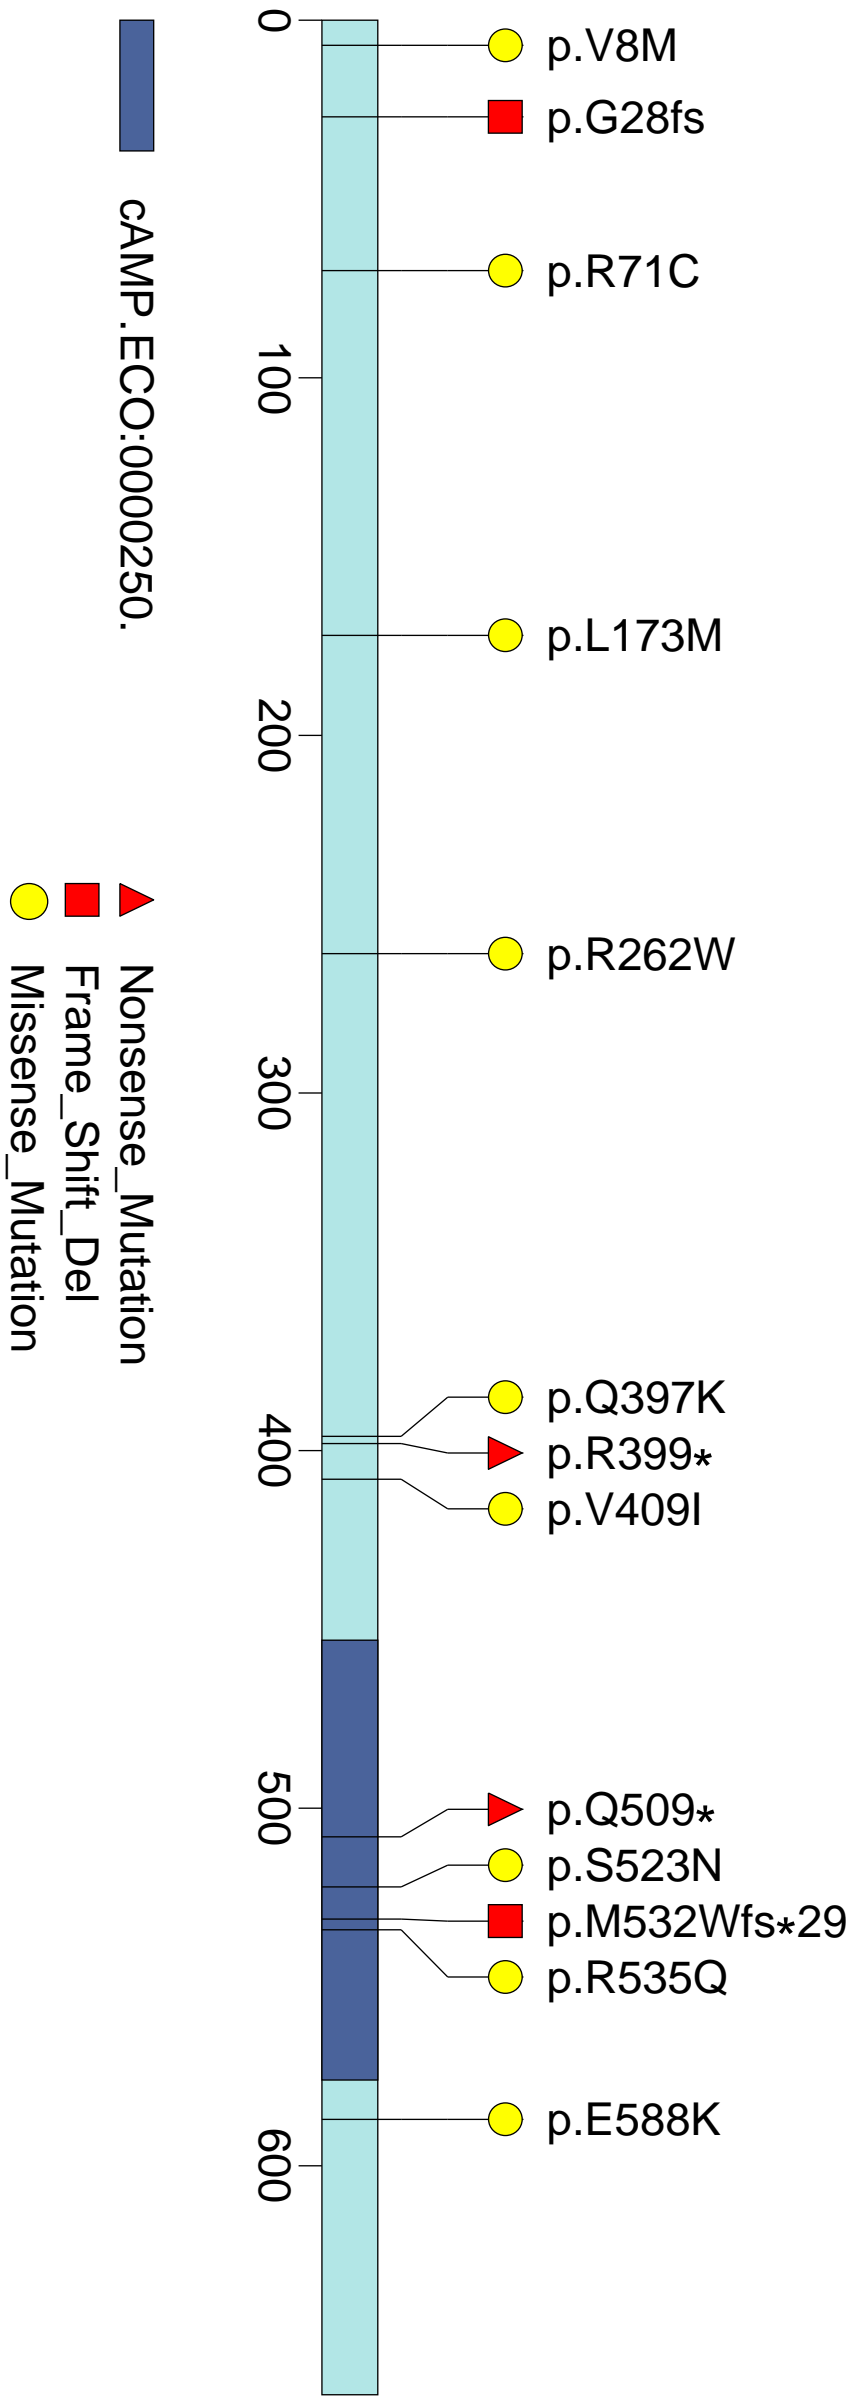 p.V8M
p.G28fs
p.R71C
p.L173M
p.R262W
p.Q397K
p.R399*
p.V409I
p.Q509*
p.S523N
p.M532Wfs*29
p.R535Q
p.E588K
0
100
200
300
400
500
600
cAMP.ECO:0000250.
Nonsense_Mutation
Frame_Shift_Del
Missense_Mutation